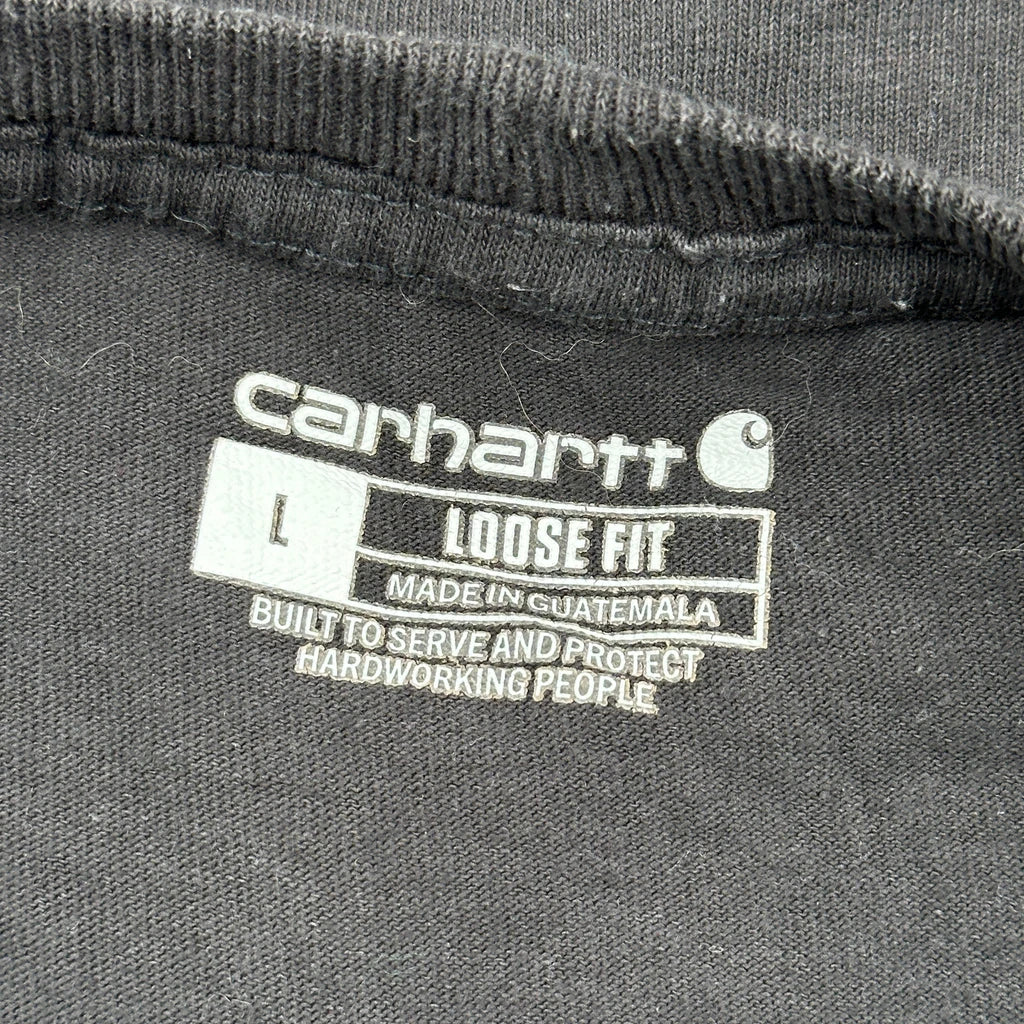 carhartt
L
LOOSE FIT
MADE IN GUATEMALA
BUILT TO SERVE AND PROTECT
HARDWORKING PEOPLE